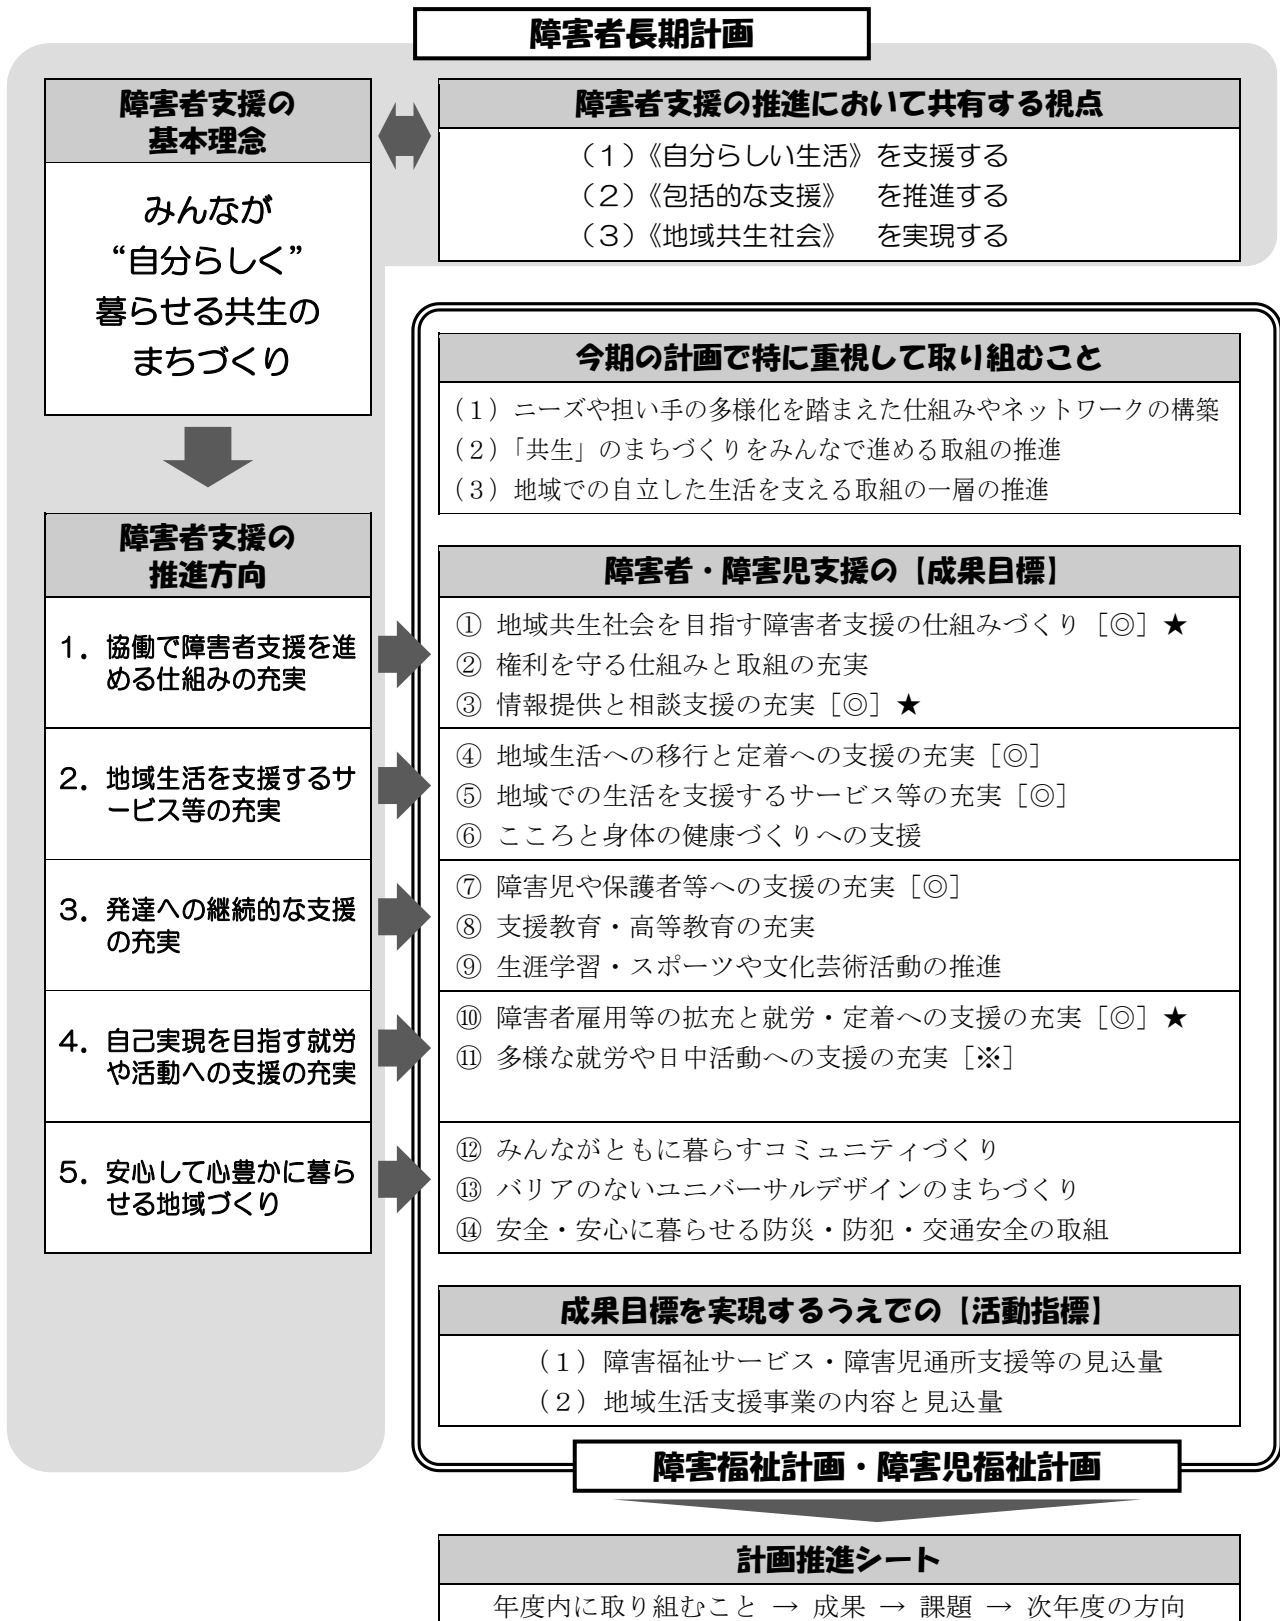 障害者長期計画
障害者支援の
基本理念
みんなが
“自分らしく”
暮らせる共生の
まちづくり
障害者支援の推進において共有する視点
（１）《自分らしい生活》を支援する
（２）《包括的な支援》　を推進する
（３）《地域共生社会》　を実現する
今期の計画で特に重視して取り組むこと
（１）ニーズや担い手の多様化を踏まえた仕組みやネットワークの構築
（２）「共生」のまちづくりをみんなで進める取組の推進
（３）地域での自立した生活を支える取組の一層の推進
障害者支援の
推進方向
障害者・障害児支援の【成果目標】
１．協働で障害者支援を進
める仕組みの充実
① 地域共生社会を目指す障害者支援の仕組みづくり［◎］★
② 権利を守る仕組みと取組の充実
③ 情報提供と相談支援の充実［◎］★
２．地域生活を支援するサ
ービス等の充実
④ 地域生活への移行と定着への支援の充実［◎］
⑤ 地域での生活を支援するサービス等の充実［◎］
⑥ こころと身体の健康づくりへの支援
３．発達への継続的な支援
の充実
⑦ 障害児や保護者等への支援の充実［◎］
⑧ 支援教育・高等教育の充実
⑨ 生涯学習・スポーツや文化芸術活動の推進
４．自己実現を目指す就労
や活動への支援の充実
⑩ 障害者雇用等の拡充と就労・定着への支援の充実［◎］★
⑪ 多様な就労や日中活動への支援の充実［※］
５．安心して心豊かに暮ら
せる地域づくり
⑫ みんながともに暮らすコミュニティづくり
⑬ バリアのないユニバーサルデザインのまちづくり
⑭ 安全・安心に暮らせる防災・防犯・交通安全の取組
成果目標を実現するうえでの【活動指標】
（１）障害福祉サービス・障害児通所支援等の見込量
（２）地域生活支援事業の内容と見込量
障害福祉計画・障害児福祉計画
計画推進シート
年度内に取り組むこと → 成果 → 課題 → 次年度の方向